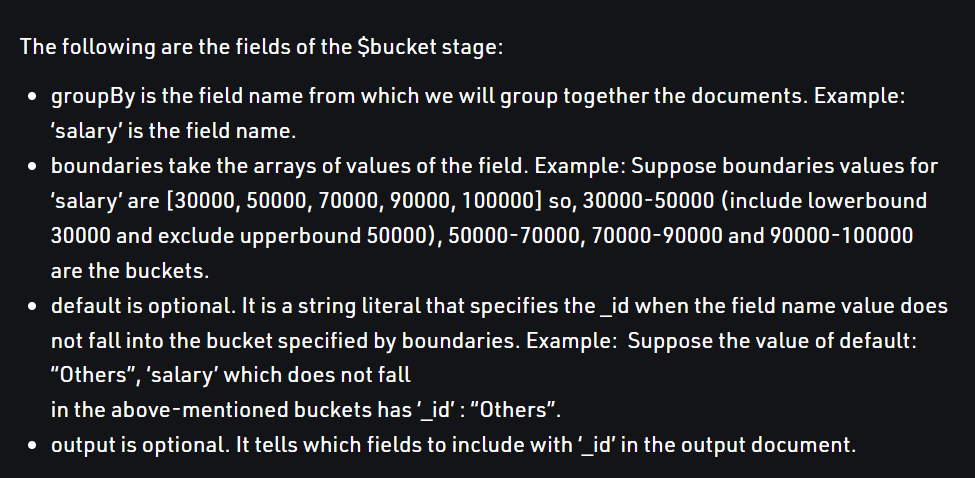 The following are the fields of the $bucket stage:
• groupBy is the field name from which we will group together the documents. Example:
‘salary’ is the field name.
• boundaries take the arrays of values of the field. Example: Suppose boundaries values for
‘salary’ are [30000, 50000, 70000, 90000, 100000] so, 30000-50000 (include lowerbound
30000 and exclude upperbound 50000), 50000-70000, 70000-90000 and 90000-100000
are the buckets.
• default is optional. It is a string literal that specifies the _id when the field name value does
not fall into the bucket specified by boundaries. Example:  Suppose the value of default:
“Others”, ‘salary’ which does not fall
in the above-mentioned buckets has ‘_id’ : “Others”.
• output is optional. It tells which fields to include with ‘_id’ in the output document.